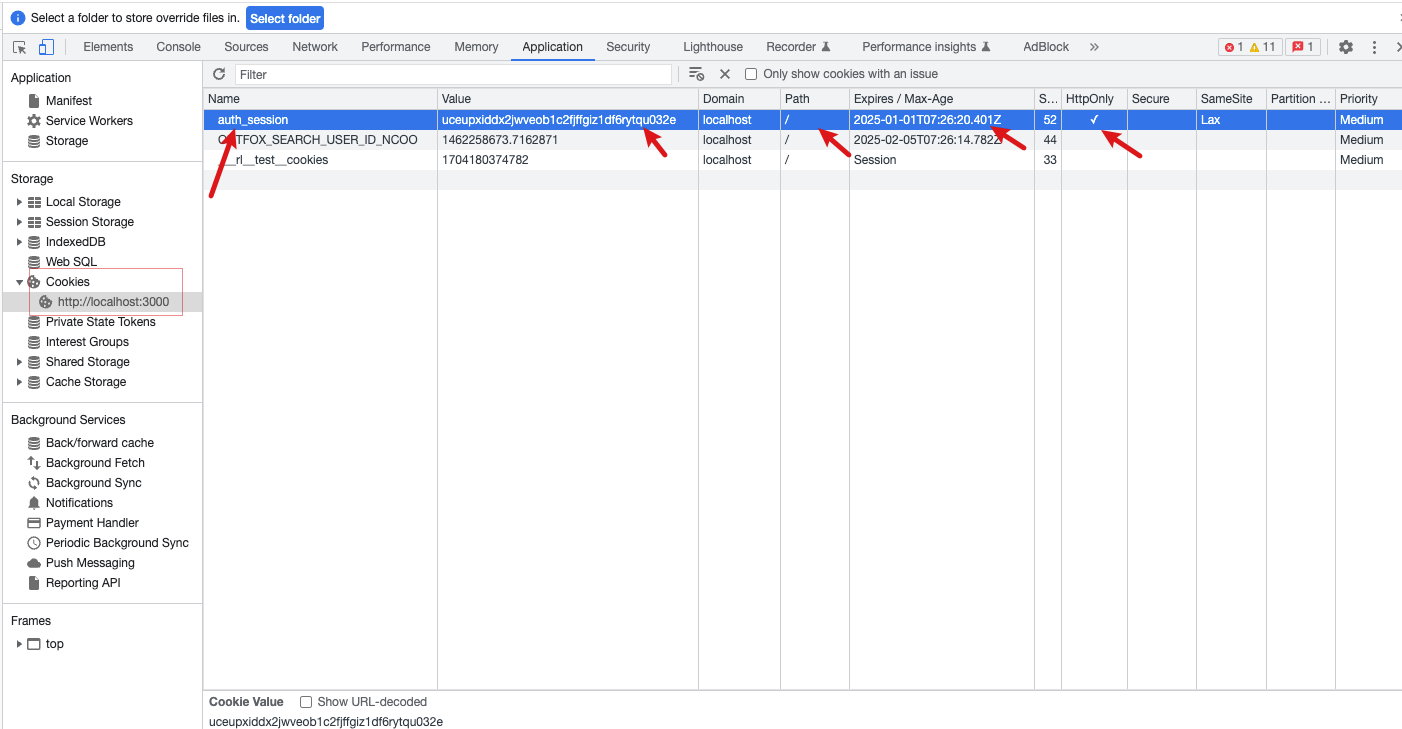 Select a folder to store override files in. Select folder
Elements Console Sources Network Performance Memory Application Security Lighthouse Recorder Performance insights AdBlock » 1 11 1
Application
Manifest
Service Workers
Storage
Storage
Local Storage
Session Storage
IndexedDB
Web SQL
Cookies
http://localhost:3000
Private State Tokens
Interest Groups
Shared Storage
Cache Storage
Background Services
Back/forward cache
Background Fetch
Background Sync
Notifications
Payment Handler
Periodic Background Sync
Push Messaging
Reporting API
Frames
top
Filter Only show cookies with an issue
Name Value Domain Path Expires / Max-Age S... HttpOnly Secure SameSite Partition ... Priority
auth_session uceupxiddx2jwveob1c2fjffgiz1df6rytqu032e localhost / 2025-01-01T07:26:20.401Z 52 ✓ Lax Medium
1462258673.7162871 localhost / 2025-02-05T07:26:14.782Z 44 Medium
__rl__test__cookies 1704180374782 localhost / Session 33 Medium
Cookie Value Show URL-decoded
uceupxiddx2jwveob1c2fjffgiz1df6rytqu032e